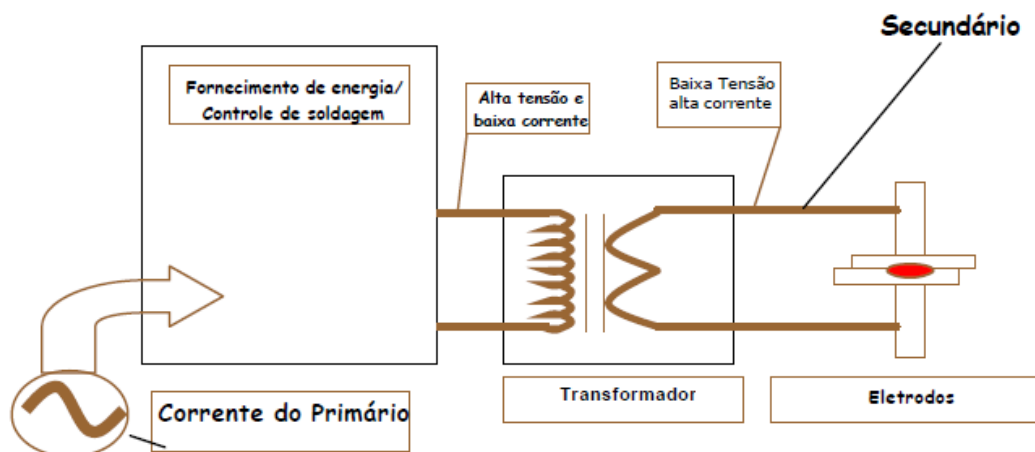 Secundário
Fornecimento de energia/
Controle de soldagem
Alta tensão e
baixa corrente
Baixa Tensão
alta corrente
Corrente do Primário
Transformador
Eletrodos